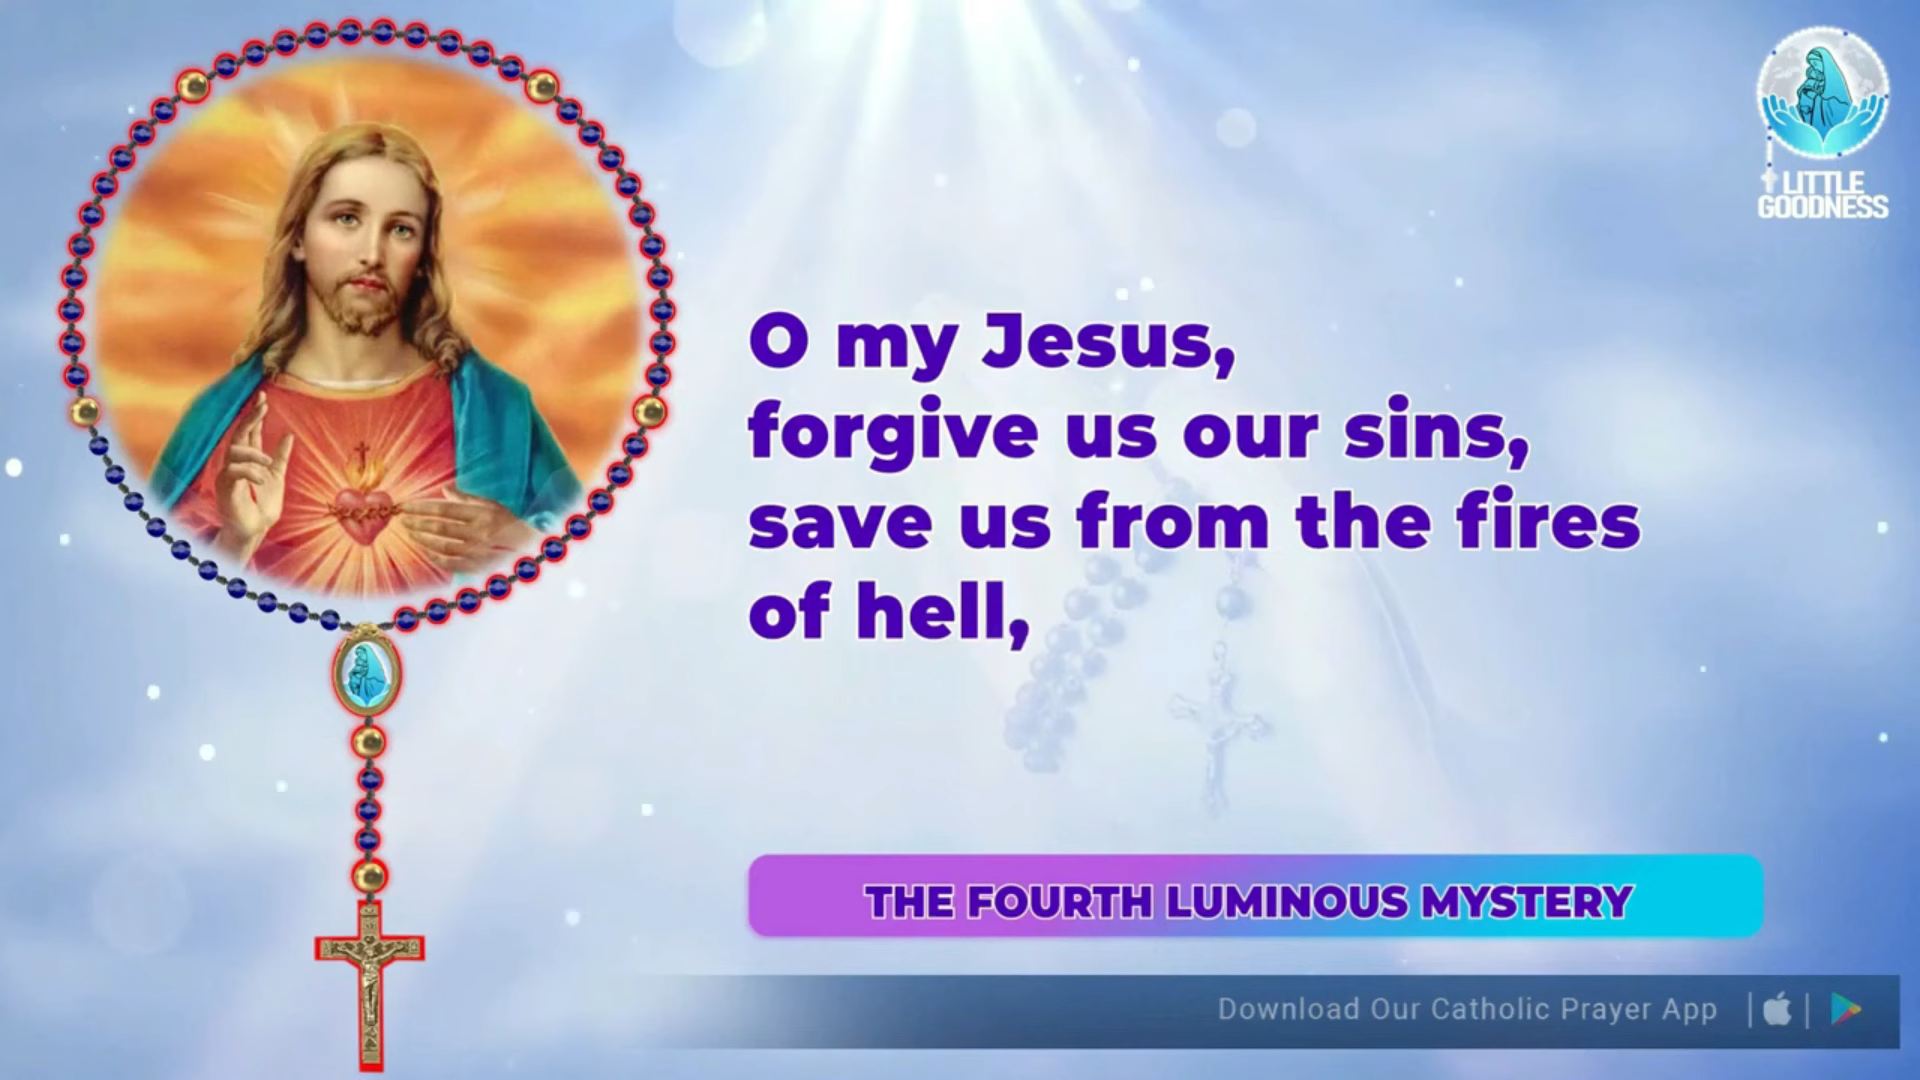 LITTLE
GOODNESS
O my Jesus,
forgive us our sins,
save us from the fires
of hell,
THE FOURTH LUMINOUS MYSTERY
Download Our Catholic Prayer App